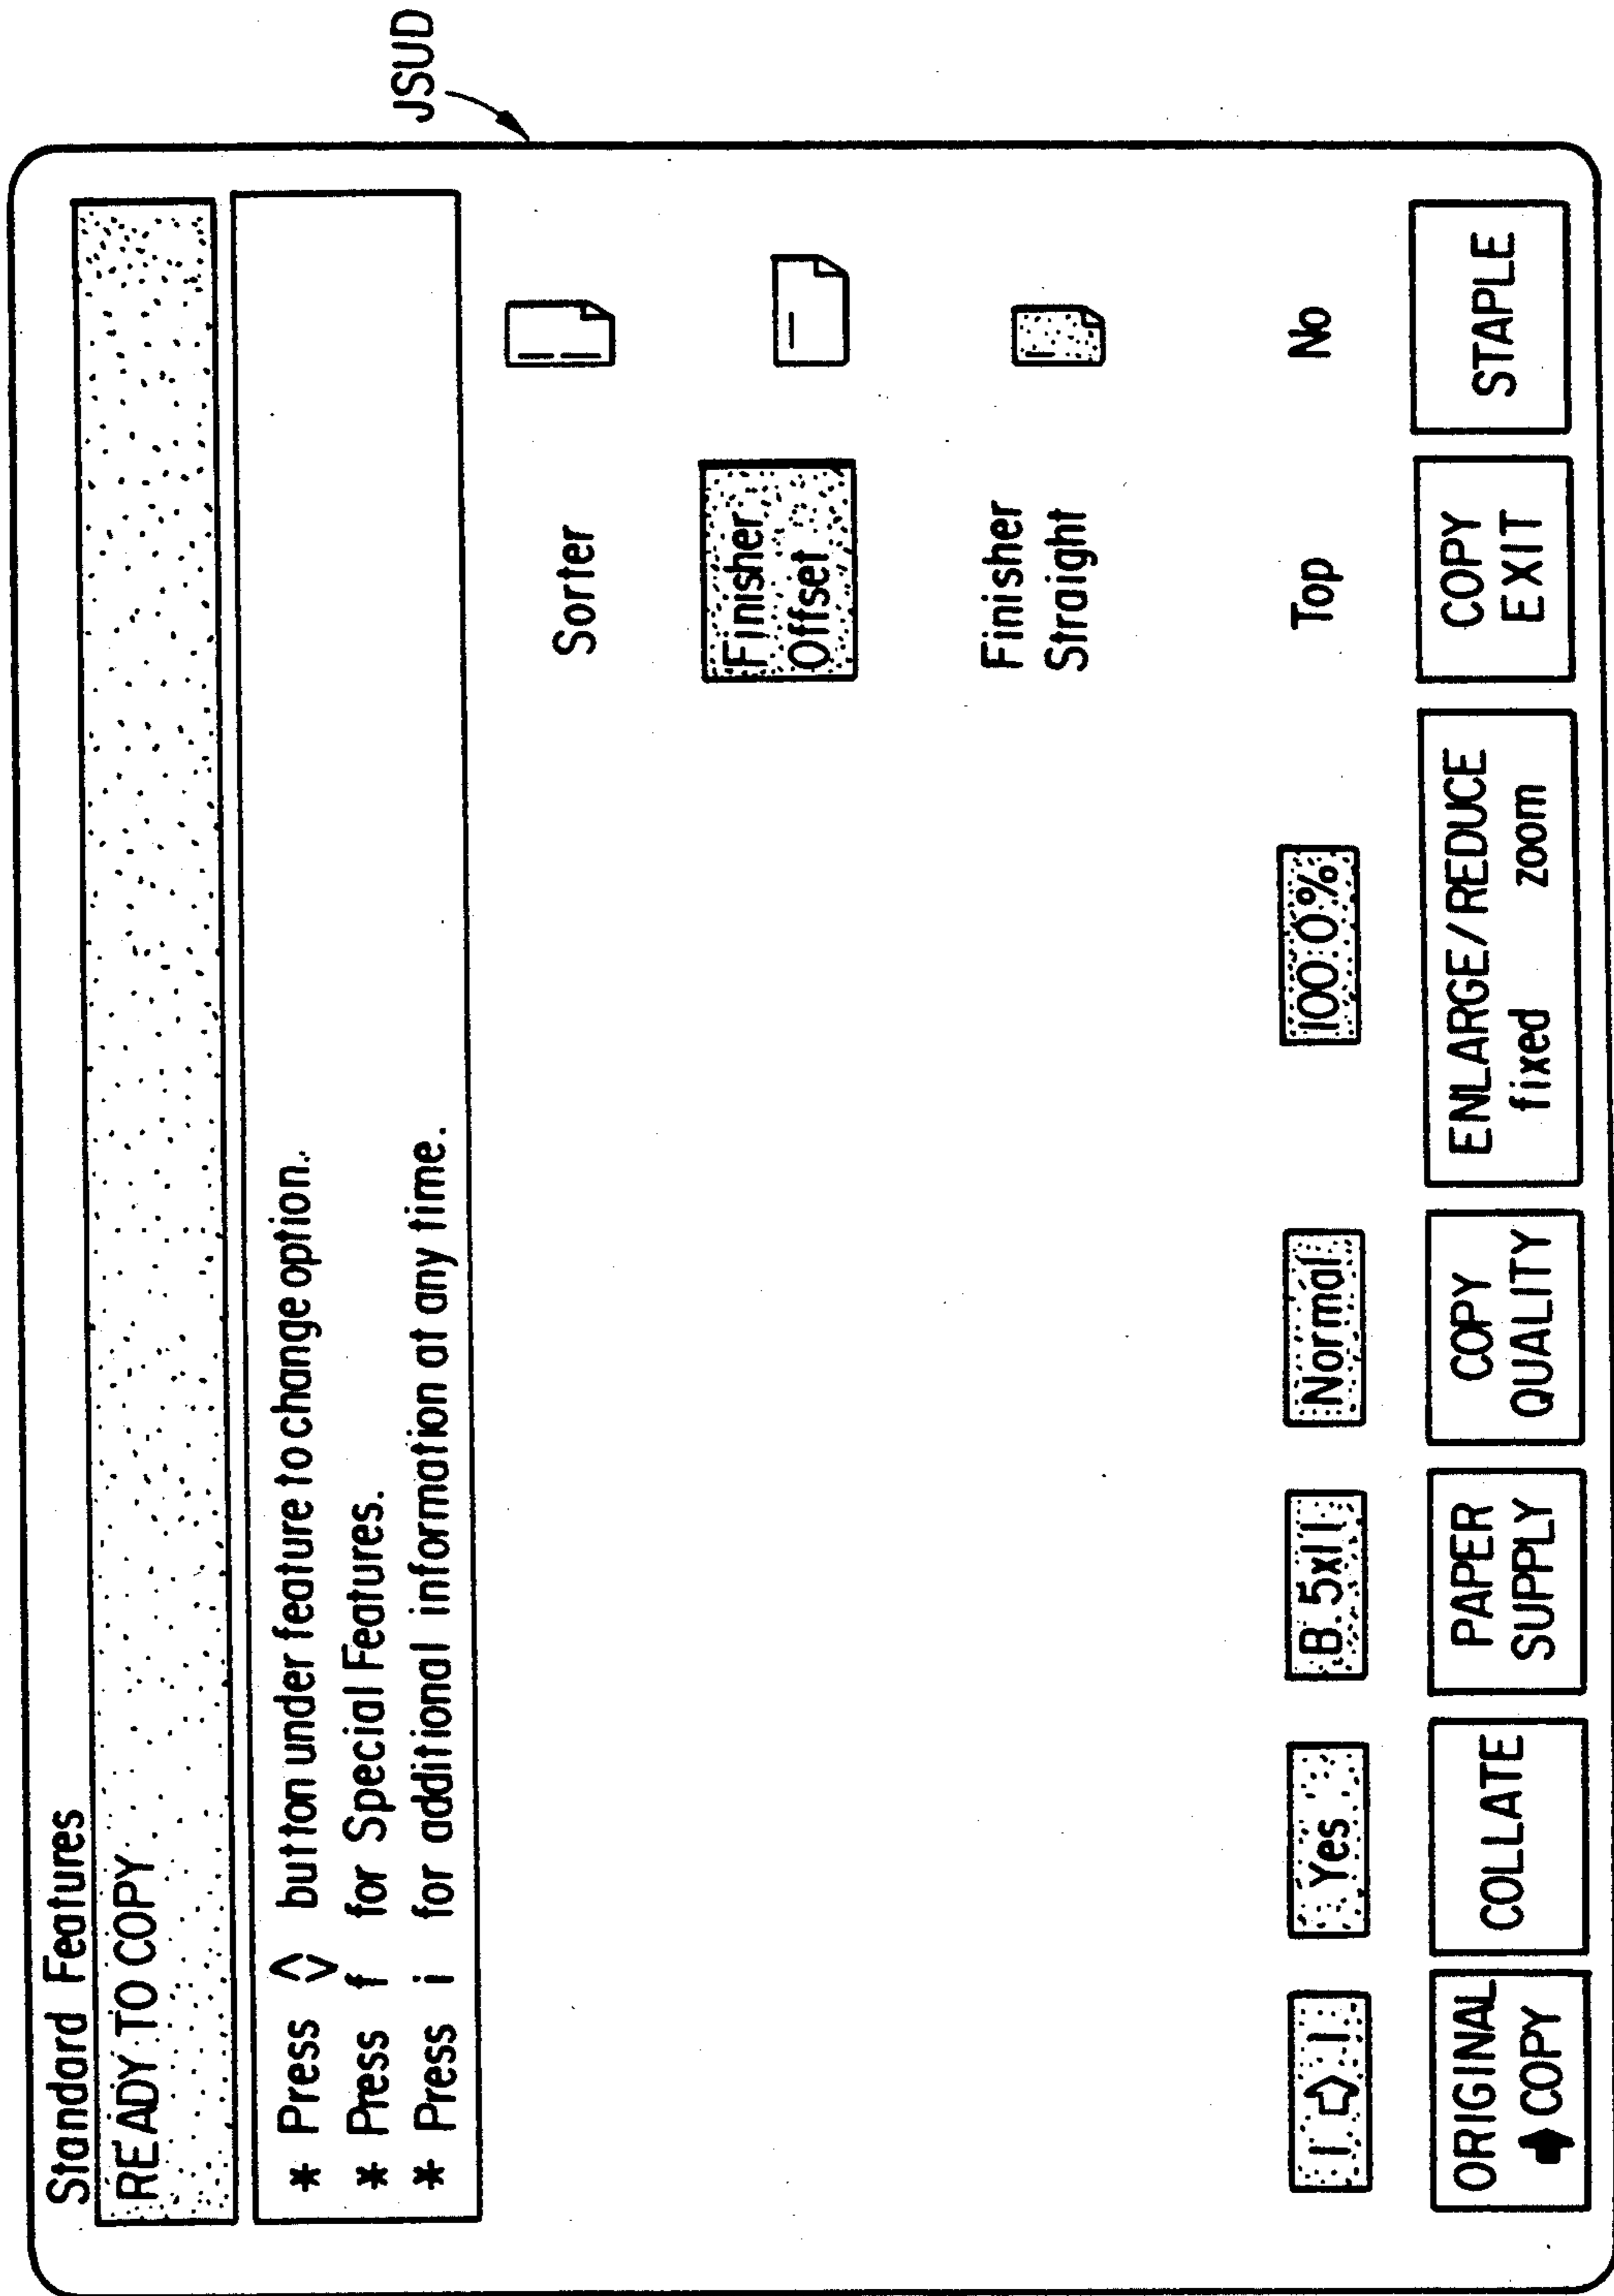 JSUD
Standard Features
READY TO COPY
* Press ◊ button under feature to change option.
* Press f for Special Features.
* Press i for additional information at any time.
Sorter
Finisher
Offset
Finisher
Straight
1 ⇨ 1 Yes 8.5x11 Normal 100.0% Top No
ORIGINAL
➧ COPY
COLLATE
PAPER
SUPPLY
COPY
QUALITY
ENLARGE/REDUCE
fixed zoom
COPY
EXIT
STAPLE